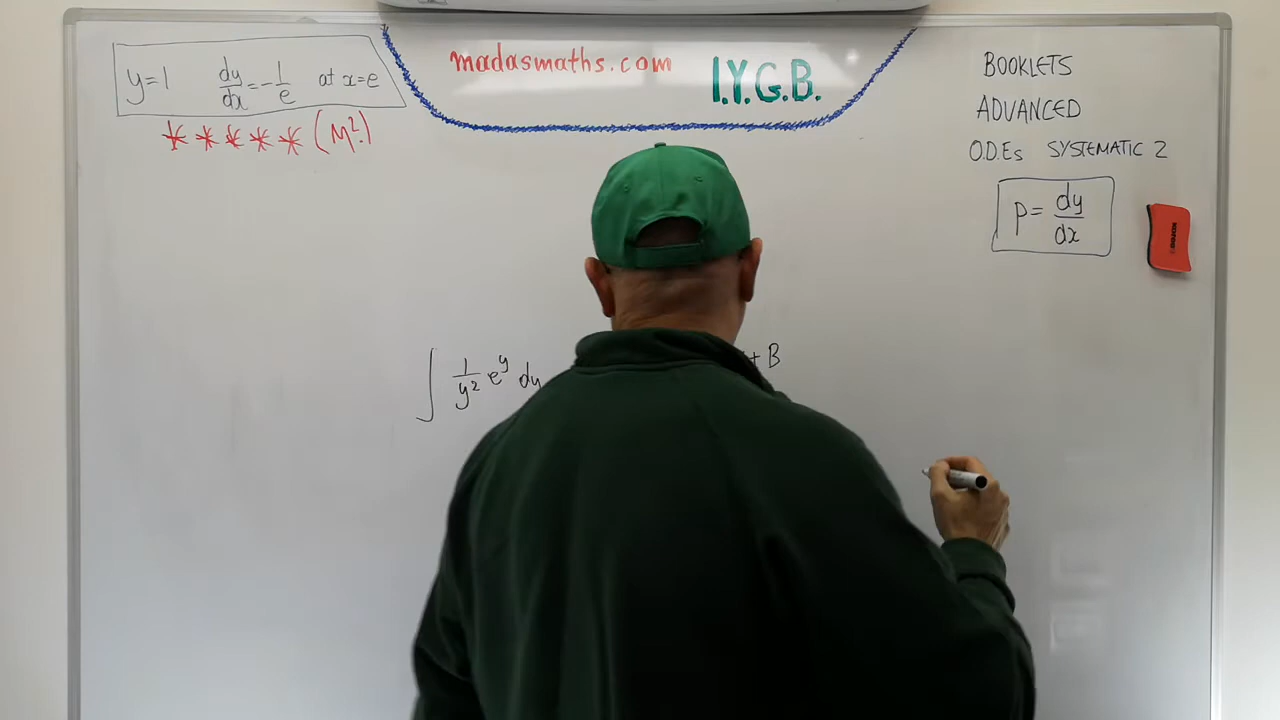 y=1 dy/dx = -1/e at x=e
***** (M²!)
madasmaths.com
I.Y.G.B.
BOOKLETS
ADVANCED
O.D.Es SYSTEMATIC 2
P= dy/dx
∫ 1/y² e^y dy
+ B